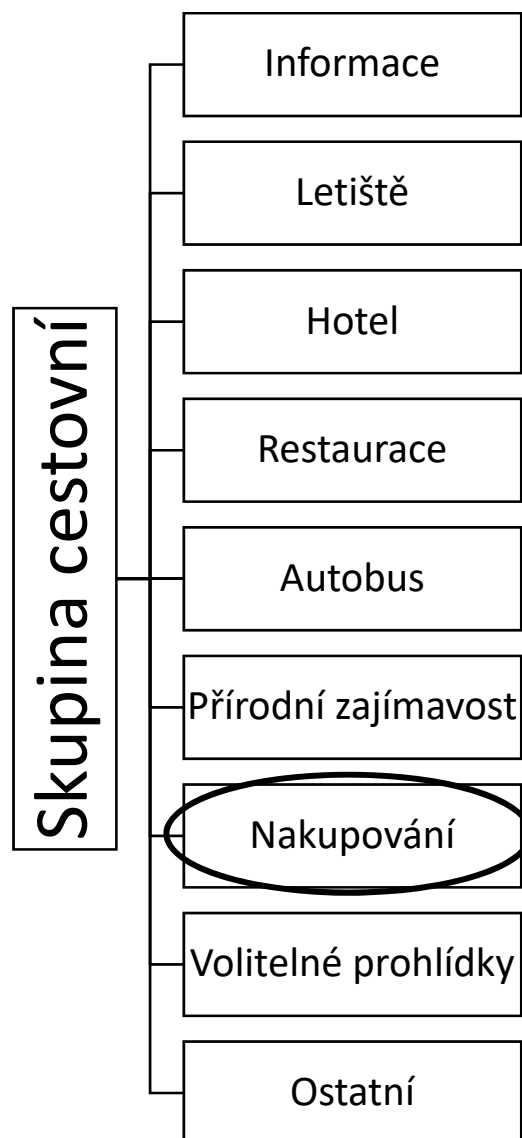 Skupina cestovní
Informace
Letiště
Hotel
Restaurace
Autobus
Přírodní zajímavost
Nakupování
Volitelné prohlídky
Ostatní